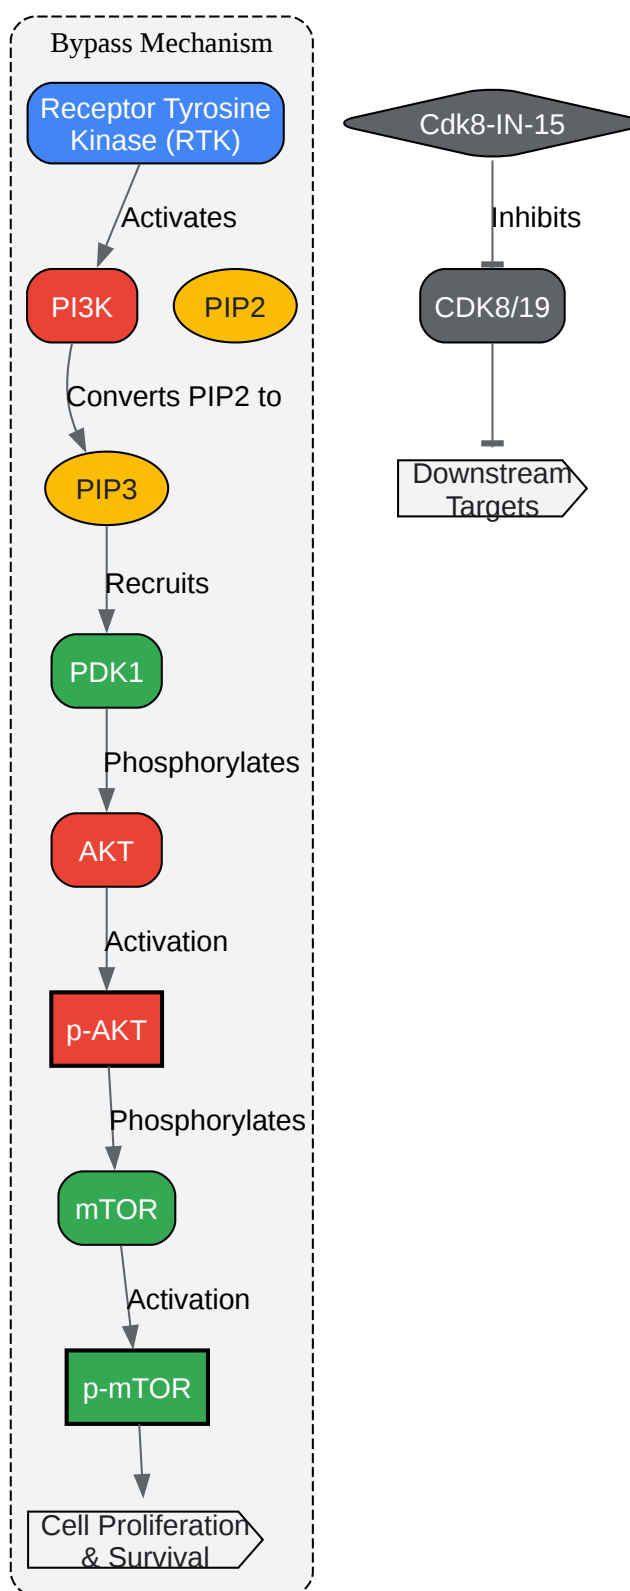 Bypass Mechanism
Receptor Tyrosine
Kinase (RTK)
Activates
PI3K
PIP2
Converts PIP2 to
PIP3
Recruits
PDK1
Phosphorylates
AKT
Activation
p-AKT
Phosphorylates
mTOR
Activation
p-mTOR
Cell Proliferation
& Survival
Cdk8-IN-15
Inhibits
CDK8/19
Downstream
Targets